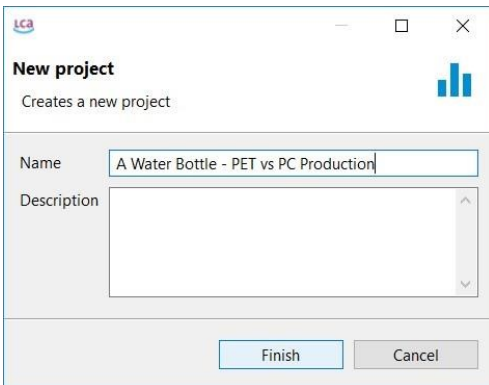 LCA
New project
Creates a new project
Name A Water Bottle - PET vs PC Production
Description
Finish Cancel